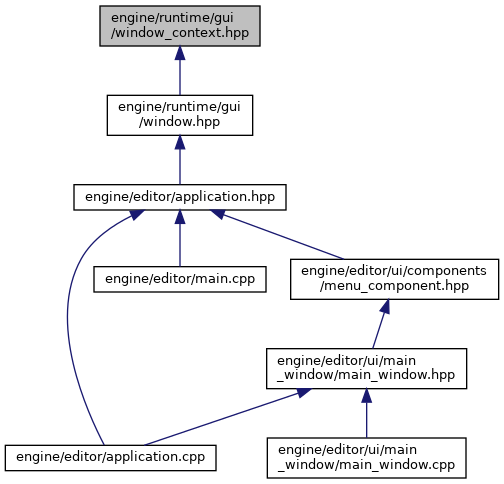 engine/runtime/gui
/window_context.hpp
engine/runtime/gui
/window.hpp
engine/editor/application.hpp
engine/editor/main.cpp
engine/editor/ui/components
/menu_component.hpp
engine/editor/ui/main
_window/main_window.hpp
engine/editor/application.cpp
engine/editor/ui/main
_window/main_window.cpp